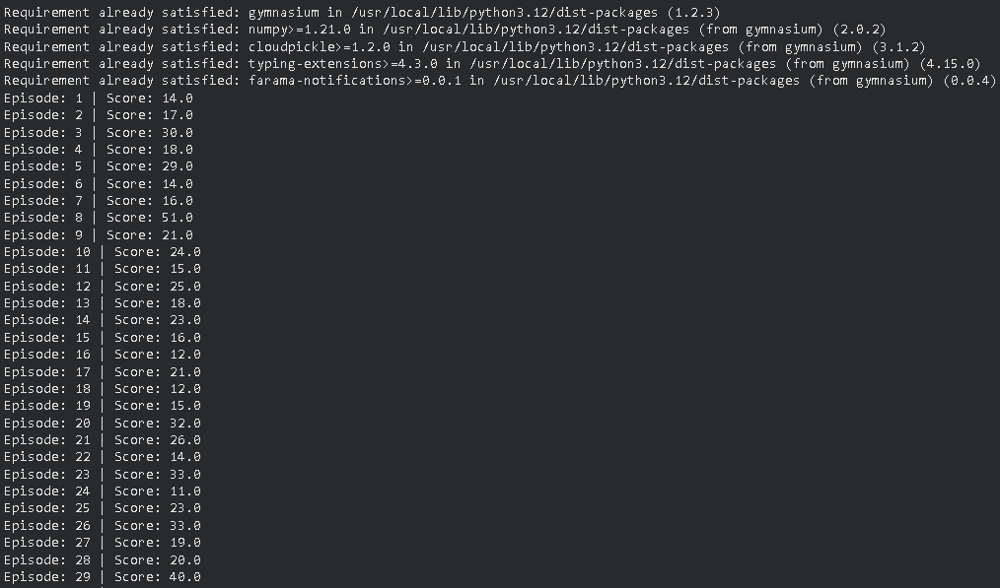 Requirement already satisfied: gymnasium in /usr/local/lib/python3.12/dist-packages (1.2.3)
Requirement already satisfied: numpy>=1.21.0 in /usr/local/lib/python3.12/dist-packages (from gymnasium) (2.0.2)
Requirement already satisfied: cloudpickle>=1.2.0 in /usr/local/lib/python3.12/dist-packages (from gymnasium) (3.1.2)
Requirement already satisfied: typing-extensions>=4.3.0 in /usr/local/lib/python3.12/dist-packages (from gymnasium) (4.15.0)
Requirement already satisfied: farama-notifications>=0.0.1 in /usr/local/lib/python3.12/dist-packages (from gymnasium) (0.0.4)
Episode: 1 | Score: 14.0
Episode: 2 | Score: 17.0
Episode: 3 | Score: 30.0
Episode: 4 | Score: 18.0
Episode: 5 | Score: 29.0
Episode: 6 | Score: 14.0
Episode: 7 | Score: 16.0
Episode: 8 | Score: 51.0
Episode: 9 | Score: 21.0
Episode: 10 | Score: 24.0
Episode: 11 | Score: 15.0
Episode: 12 | Score: 25.0
Episode: 13 | Score: 18.0
Episode: 14 | Score: 23.0
Episode: 15 | Score: 16.0
Episode: 16 | Score: 12.0
Episode: 17 | Score: 21.0
Episode: 18 | Score: 12.0
Episode: 19 | Score: 15.0
Episode: 20 | Score: 32.0
Episode: 21 | Score: 26.0
Episode: 22 | Score: 14.0
Episode: 23 | Score: 33.0
Episode: 24 | Score: 11.0
Episode: 25 | Score: 23.0
Episode: 26 | Score: 33.0
Episode: 27 | Score: 19.0
Episode: 28 | Score: 20.0
Episode: 29 | Score: 40.0